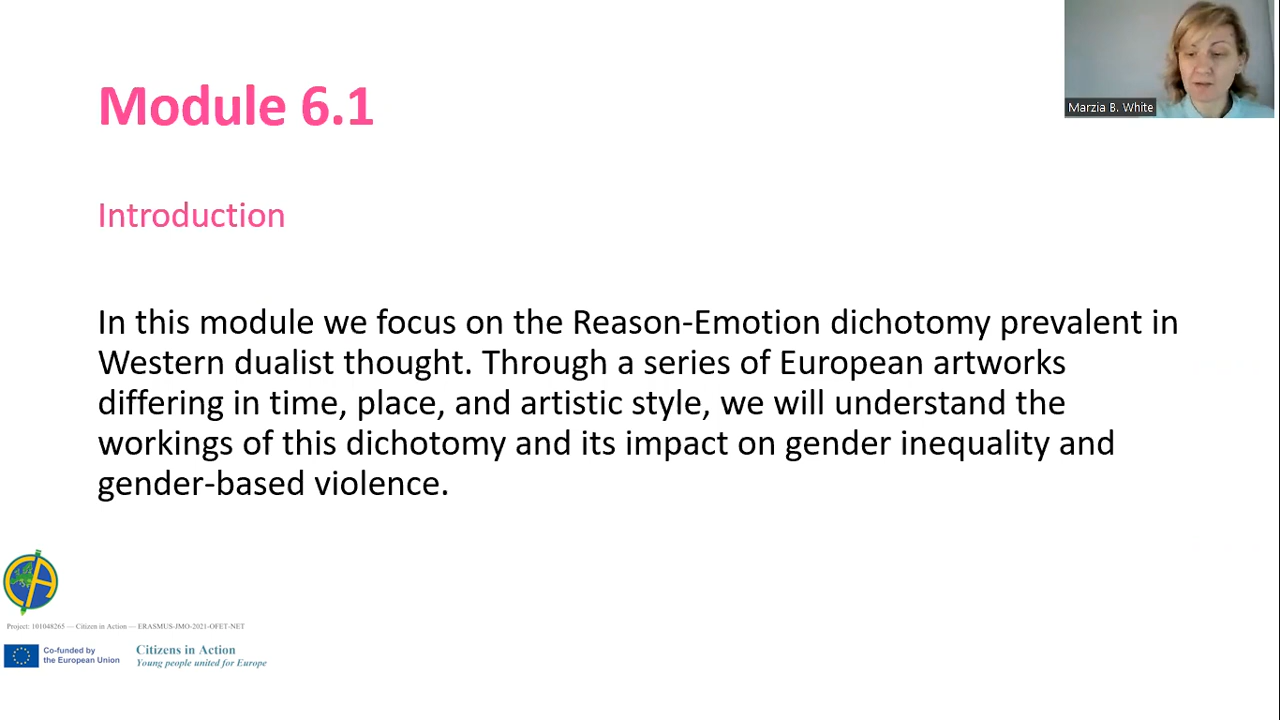 Module 6.1
Marzia B. White
Introduction
In this module we focus on the Reason-Emotion dichotomy prevalent in
Western dualist thought. Through a series of European artworks
differing in time, place, and artistic style, we will understand the
workings of this dichotomy and its impact on gender inequality and
gender-based violence.
Project: 101048265 — Citizen in Action — ERASMUS-JMO-2021-OFET-NET
Co-funded by
the European Union
Citizens in Action
Young people united for Europe